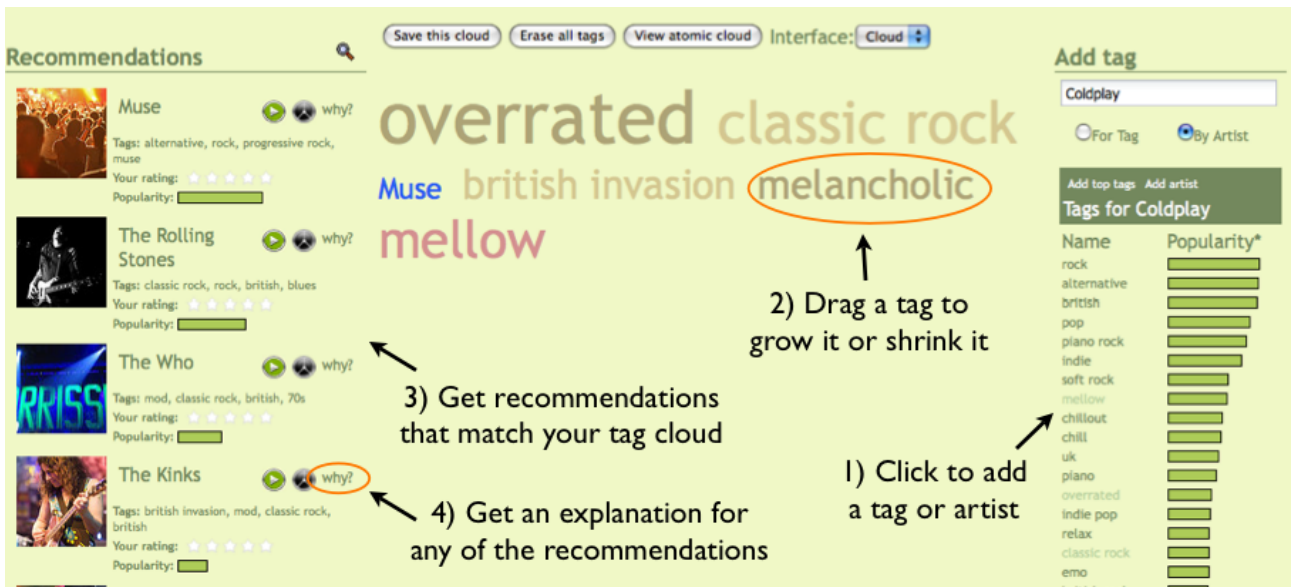 Save this cloud Erase all tags View atomic cloud Interface: Cloud
Recommendations
Muse why?
Tags: alternative, rock, progressive rock,
muse
Your rating:
Popularity:
The Rolling
Stones why?
Tags: classic rock, rock, british, blues
Your rating:
Popularity:
The Who why?
RRISS
Tags: mod, classic rock, british, 70s
Your rating:
Popularity:
The Kinks why?
Tags: british invasion, mod, classic rock,
british
Your rating:
Popularity:
overrated classic rock
Muse british invasion melancholic
mellow
2) Drag a tag to
grow it or shrink it
3) Get recommendations
that match your tag cloud
1) Click to add
a tag or artist
4) Get an explanation for
any of the recommendations
Add tag
Coldplay
For Tag By Artist
Add top tags Add artist
Tags for Coldplay
Name Popularity*
rock
alternative
british
pop
piano rock
indie
soft rock
mellow
chillout
chill
uk
piano
overrated
indie pop
relax
classic rock
emo